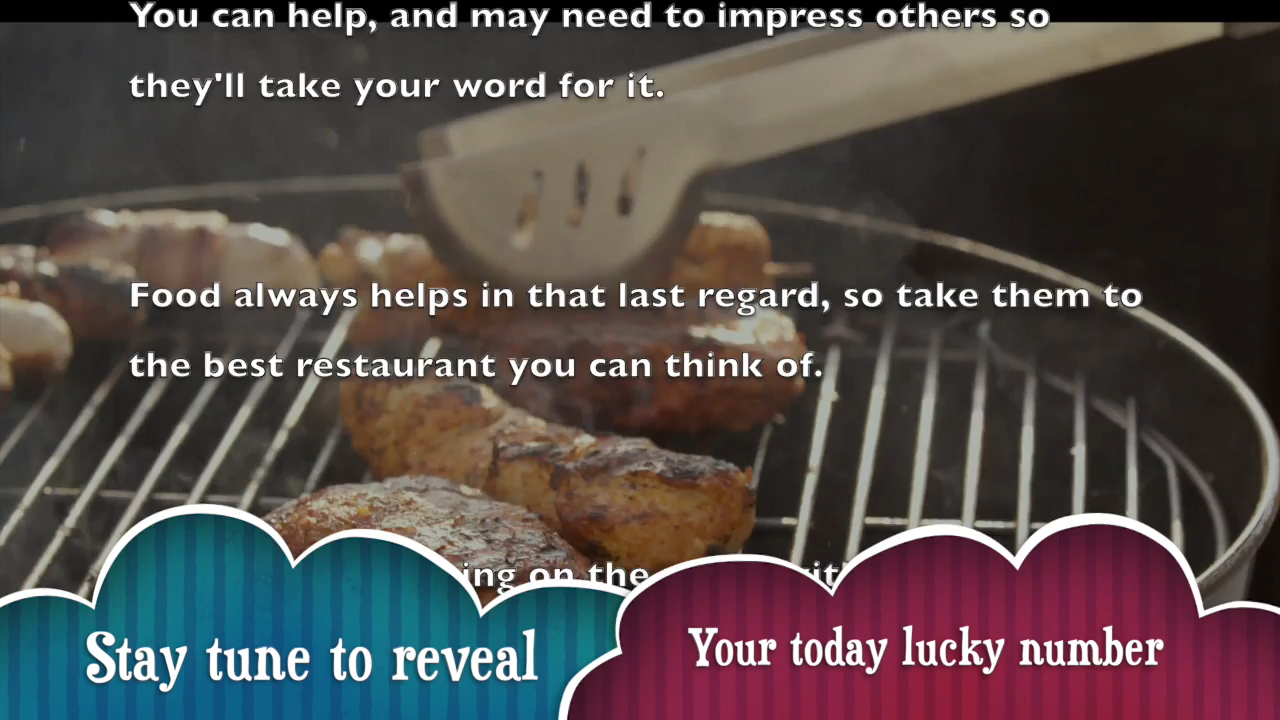 You can help, and may need to impress others so
they'll take your word for it.
Food always helps in that last regard, so take them to
the best restaurant you can think of.
on the
Stay tune to reveal
Your today lucky number